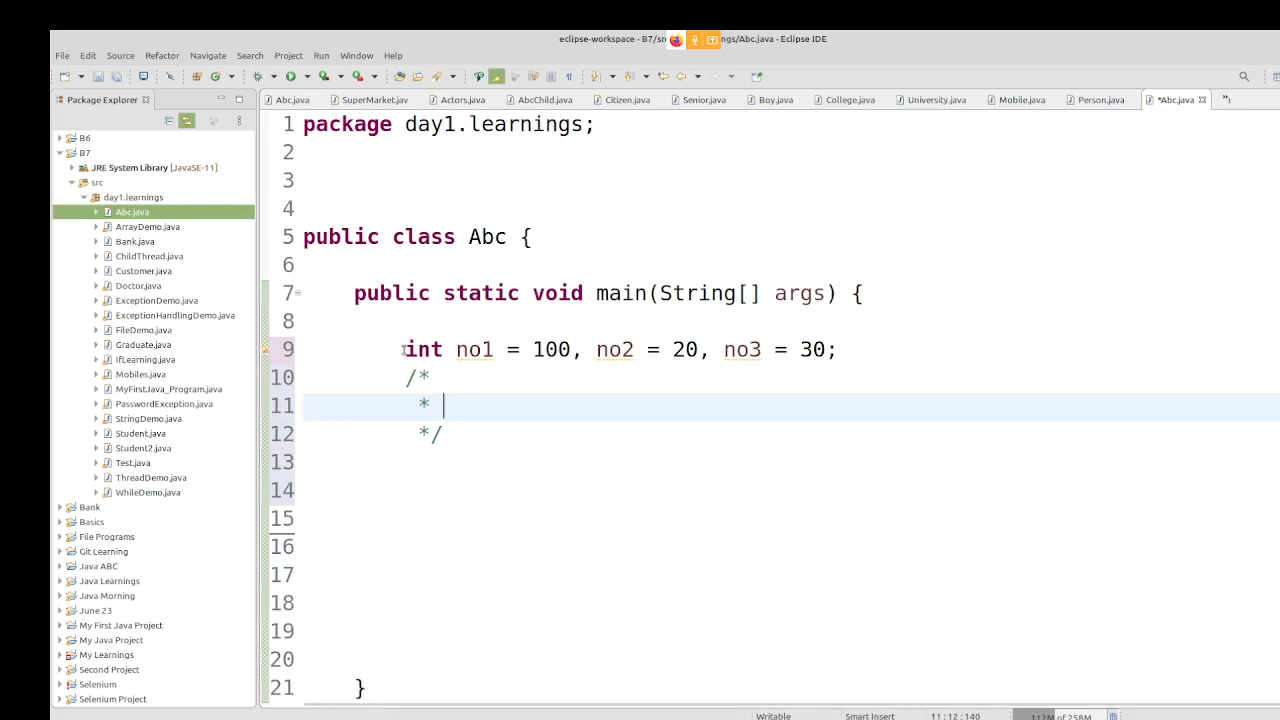 eclipse-workspace - B7/src ngs/Abc.java - Eclipse IDE
File Edit Source Refactor Navigate Search Project Run Window Help
Package Explorer
Abc.java SuperMarket.jav Actors.java AbcChild.java Citizen.java Senior.java Boy.java College.java University.java Mobile.java Person.java *Abc.java
B6
B7
JRE System Library [JavaSE-11]
src
day1.learnings
Abc.java
ArrayDemo.java
Bank.java
ChildThread.java
Customer.java
Doctor.java
ExceptionDemo.java
ExceptionHandlingDemo.java
FileDemo.java
Graduate.java
IfLearning.java
Mobiles.java
MyFirstJava_Program.java
PasswordException.java
StringDemo.java
Student.java
Student2.java
Test.java
ThreadDemo.java
WhileDemo.java
Bank
Basics
File Programs
Git Learning
Java ABC
Java Learnings
Java Morning
June 23
My First Java Project
My Java Project
My Learnings
Second Project
Selenium
Selenium Project
1 package day1.learnings;
2
3
4
5 public class Abc {
6
7 public static void main(String[] args) {
8
9 int no1 = 100, no2 = 20, no3 = 30;
10 /*
11 *
12 */
13
14
15
16
17
18
19
20
21 }
Writable Smart Insert 11 : 12 : 140 112M of 258M